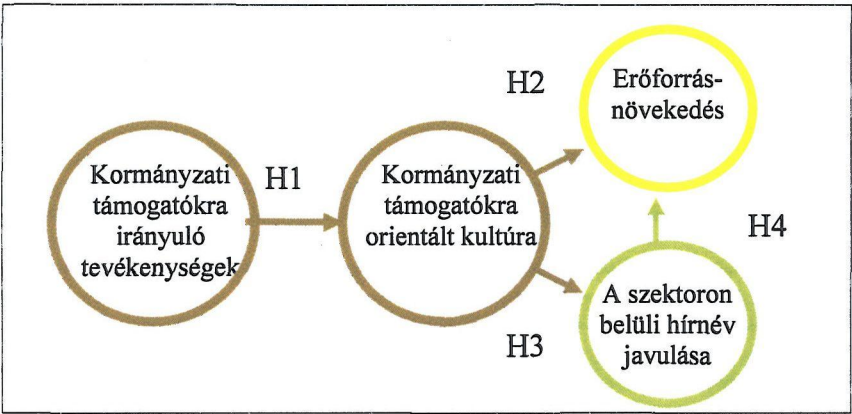 Kormányzati
támogatókra
irányuló
tevékenységek
H1
Kormányzati
támogatókra
orientált kultúra
H2
Erőforrás-
növekedés
H3
A szektoron
belüli hírnév
javulása
H4